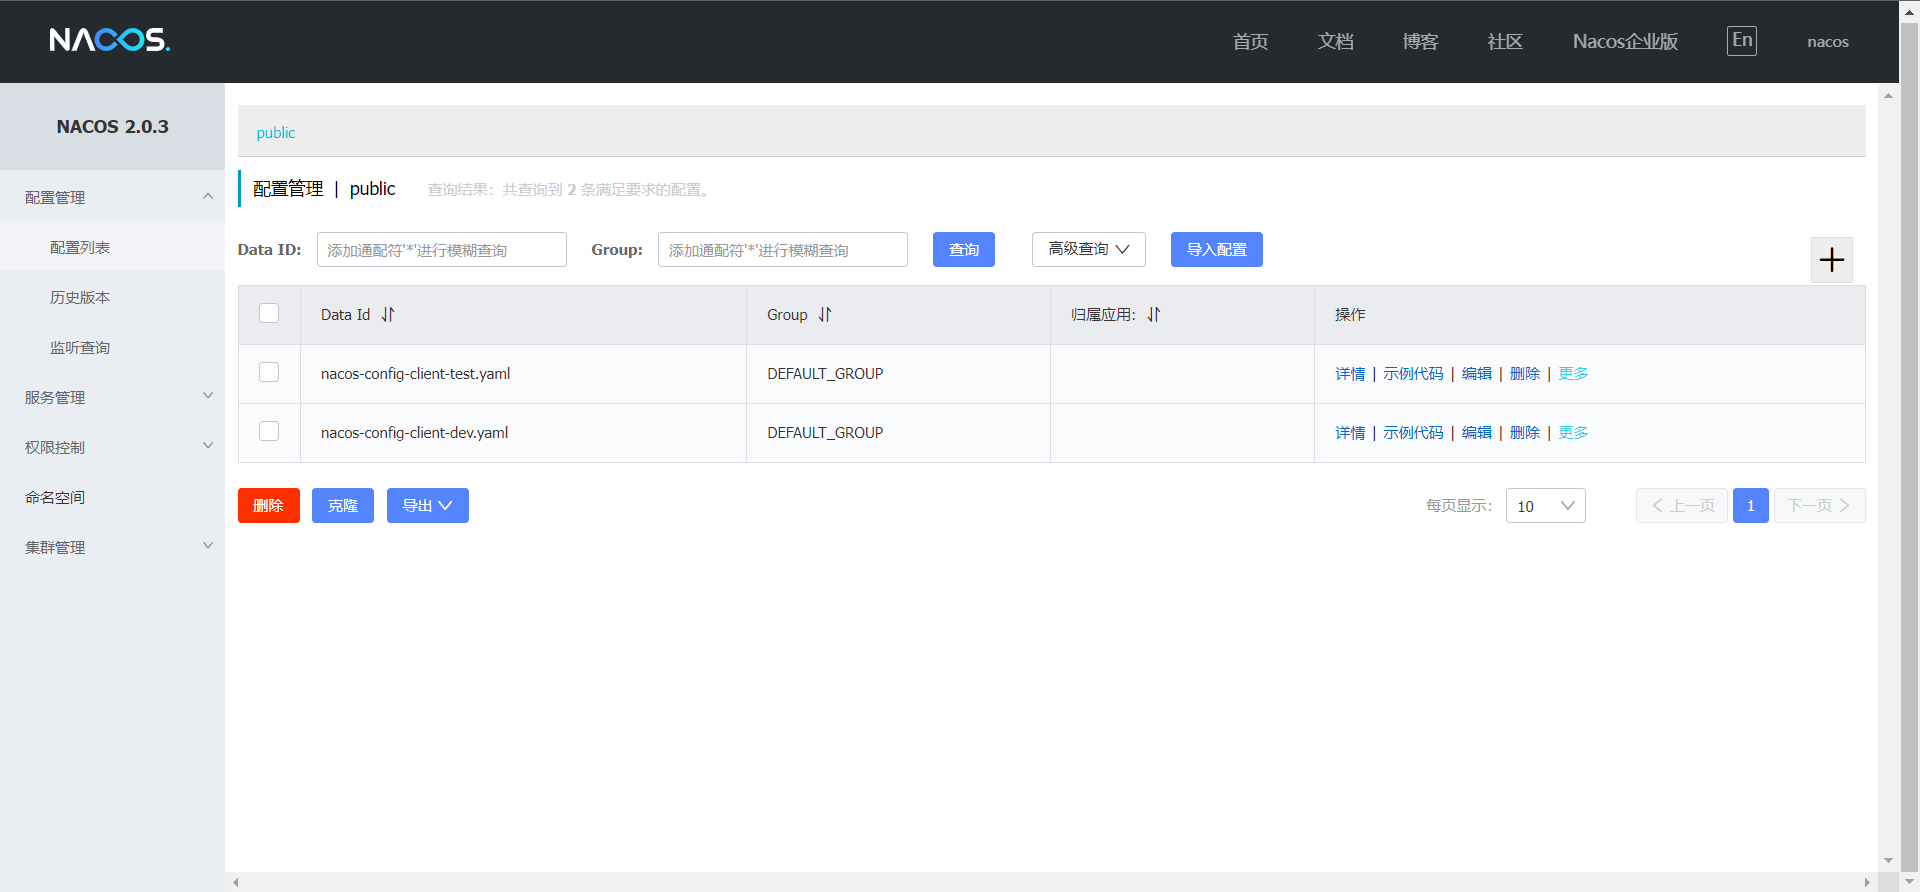 NACOS.
首页 文档 博客 社区 Nacos企业版 En nacos
NACOS 2.0.3
配置管理
配置列表
历史版本
监听查询
服务管理
权限控制
命名空间
集群管理
public
配置管理 | public 查询结果：共查询到 2 条满足要求的配置。
Data ID: 添加通配符'*'进行模糊查询 Group: 添加通配符'*'进行模糊查询 查询 高级查询 导入配置
Data Id Group 归属应用: 操作
nacos-config-client-test.yaml DEFAULT_GROUP 详情 | 示例代码 | 编辑 | 删除 | 更多
nacos-config-client-dev.yaml DEFAULT_GROUP 详情 | 示例代码 | 编辑 | 删除 | 更多
删除 克隆 导出 每页显示: 10 上一页 1 下一页